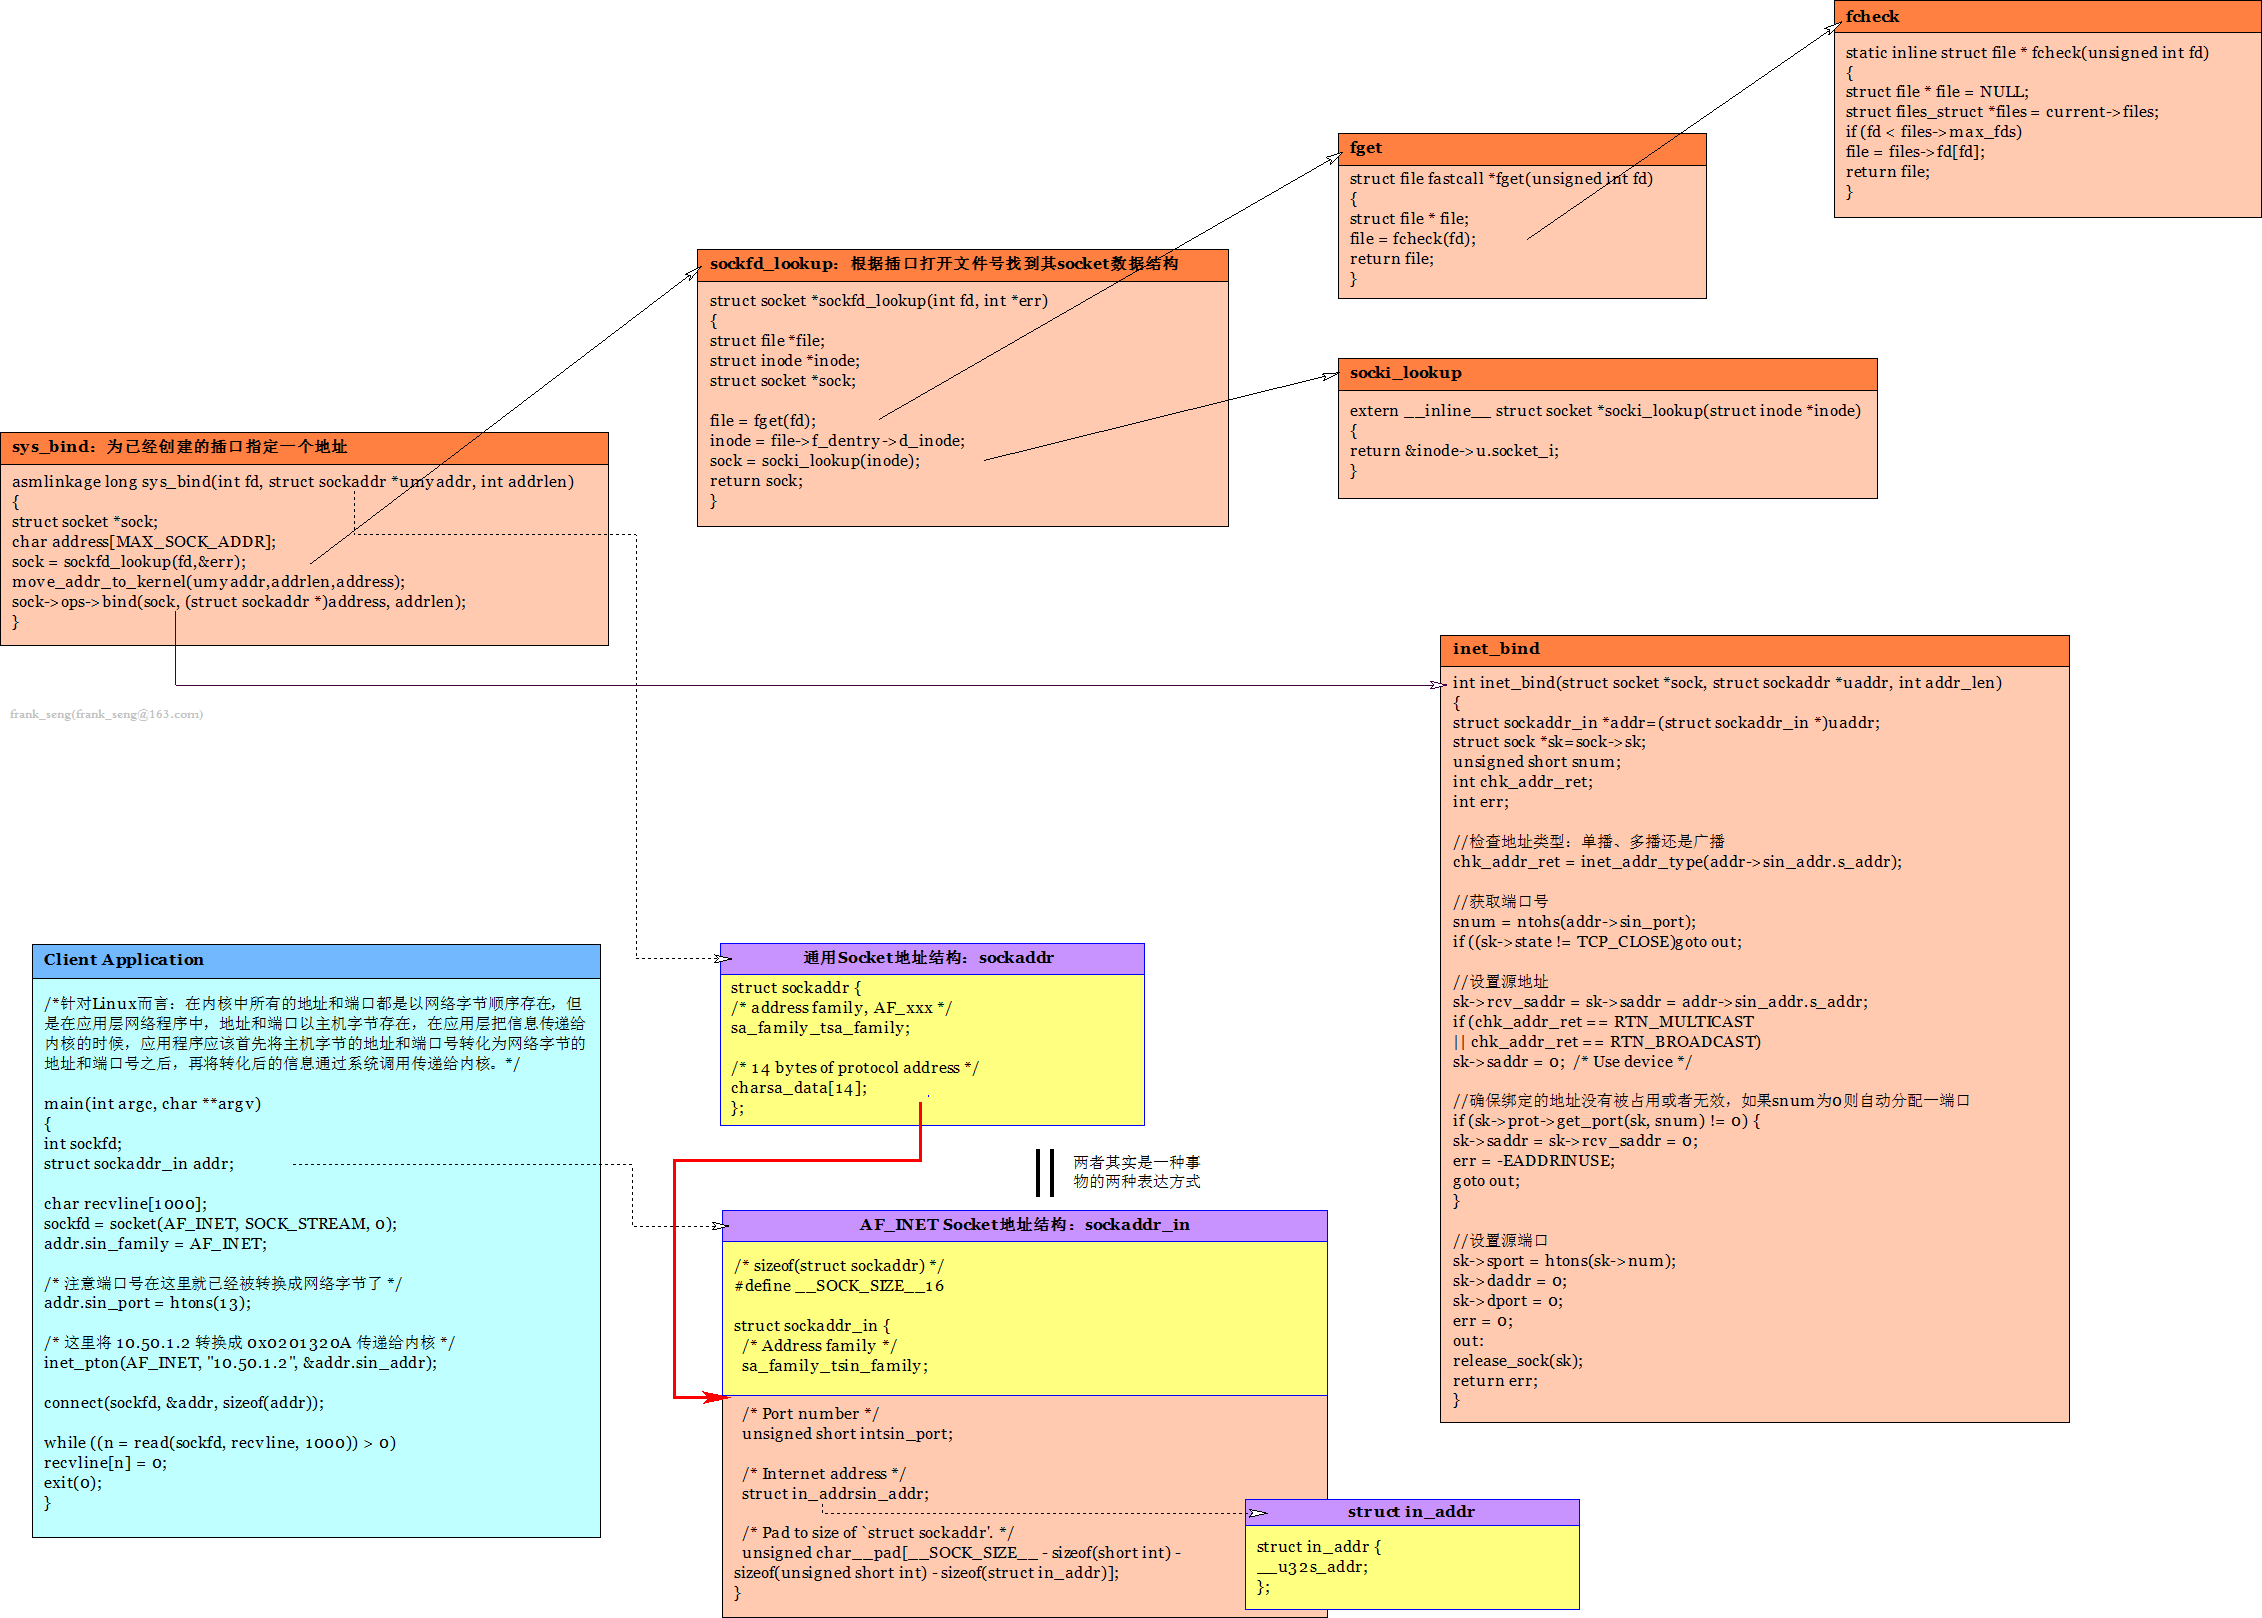 fcheck
static inline struct file * fcheck(unsigned int fd)
{
struct file * file = NULL;
struct files_struct *files = current->files;
if (fd < files->max_fds)
file = files->fd[fd];
return file;
}
fget
struct file fastcall *fget(unsigned int fd)
{
struct file * file;
file = fcheck(fd);
return file;
}
sockfd_lookup：根据插口打开文件号找到其socket数据结构
struct socket *sockfd_lookup(int fd, int *err)
{
struct file *file;
struct inode *inode;
struct socket *sock;
file = fget(fd);
inode = file->f_dentry->d_inode;
sock = socki_lookup(inode);
return sock;
}
socki_lookup
extern __inline__ struct socket *socki_lookup(struct inode *inode)
{
return &inode->u.socket_i;
}
sys_bind：为已经创建的插口指定一个地址
asmlinkage long sys_bind(int fd, struct sockaddr *umyaddr, int addrlen)
{
struct socket *sock;
char address[MAX_SOCK_ADDR];
sock = sockfd_lookup(fd,&err);
move_addr_to_kernel(umyaddr,addrlen,address);
sock->ops->bind(sock, (struct sockaddr *)address, addrlen);
}
frank_seng(frank_seng@163.com)
inet_bind
int inet_bind(struct socket *sock, struct sockaddr *uaddr, int addr_len)
{
struct sockaddr_in *addr=(struct sockaddr_in *)uaddr;
struct sock *sk=sock->sk;
unsigned short snum;
int chk_addr_ret;
int err;
//检查地址类型：单播、多播还是广播
chk_addr_ret = inet_addr_type(addr->sin_addr.s_addr);
//获取端口号
snum = ntohs(addr->sin_port);
if ((sk->state != TCP_CLOSE)goto out;
//设置源地址
sk->rcv_saddr = sk->saddr = addr->sin_addr.s_addr;
if (chk_addr_ret == RTN_MULTICAST
|| chk_addr_ret == RTN_BROADCAST)
sk->saddr = 0; /* Use device */
//确保绑定的地址没有被占用或者无效，如果snum为0则自动分配一端口
if (sk->prot->get_port(sk, snum) != 0) {
sk->saddr = sk->rcv_saddr = 0;
err = -EADDRINUSE;
goto out;
}
//设置源端口
sk->sport = htons(sk->num);
sk->daddr = 0;
sk->dport = 0;
err = 0;
out:
release_sock(sk);
return err;
}
Client Application
/*针对Linux而言：在内核中所有的地址和端口都是以网络字节顺序存在，但
是在应用层网络程序中，地址和端口以主机字节存在，在应用层把信息传递给
内核的时候，应用程序应该首先将主机字节的地址和端口号转化为网络字节的
地址和端口号之后，再将转化后的信息通过系统调用传递给内核。*/
main(int argc, char **argv)
{
int sockfd;
struct sockaddr_in addr;
char recvline[1000];
sockfd = socket(AF_INET, SOCK_STREAM, 0);
addr.sin_family = AF_INET;
/* 注意端口号在这里就已经被转换成网络字节了 */
addr.sin_port = htons(13);
/* 这里将 10.50.1.2 转换成 0x0201320A 传递给内核 */
inet_pton(AF_INET, "10.50.1.2", &addr.sin_addr);
connect(sockfd, &addr, sizeof(addr));
while ((n = read(sockfd, recvline, 1000)) > 0)
recvline[n] = 0;
exit(0);
}
通用Socket地址结构：sockaddr
struct sockaddr {
/* address family, AF_xxx */
sa_family_tsa_family;
/* 14 bytes of protocol address */
charsa_data[14];
};
两者其实是一种事
物的两种表达方式
AF_INET Socket地址结构：sockaddr_in
/* sizeof(struct sockaddr) */
#define __SOCK_SIZE__16
struct sockaddr_in {
/* Address family */
sa_family_tsin_family;
/* Port number */
unsigned short intsin_port;
/* Internet address */
struct in_addrsin_addr;
/* Pad to size of `struct sockaddr'. */
unsigned char__pad[__SOCK_SIZE__ - sizeof(short int) -
sizeof(unsigned short int) - sizeof(struct in_addr)];
}
struct in_addr
struct in_addr {
__u32s_addr;
};